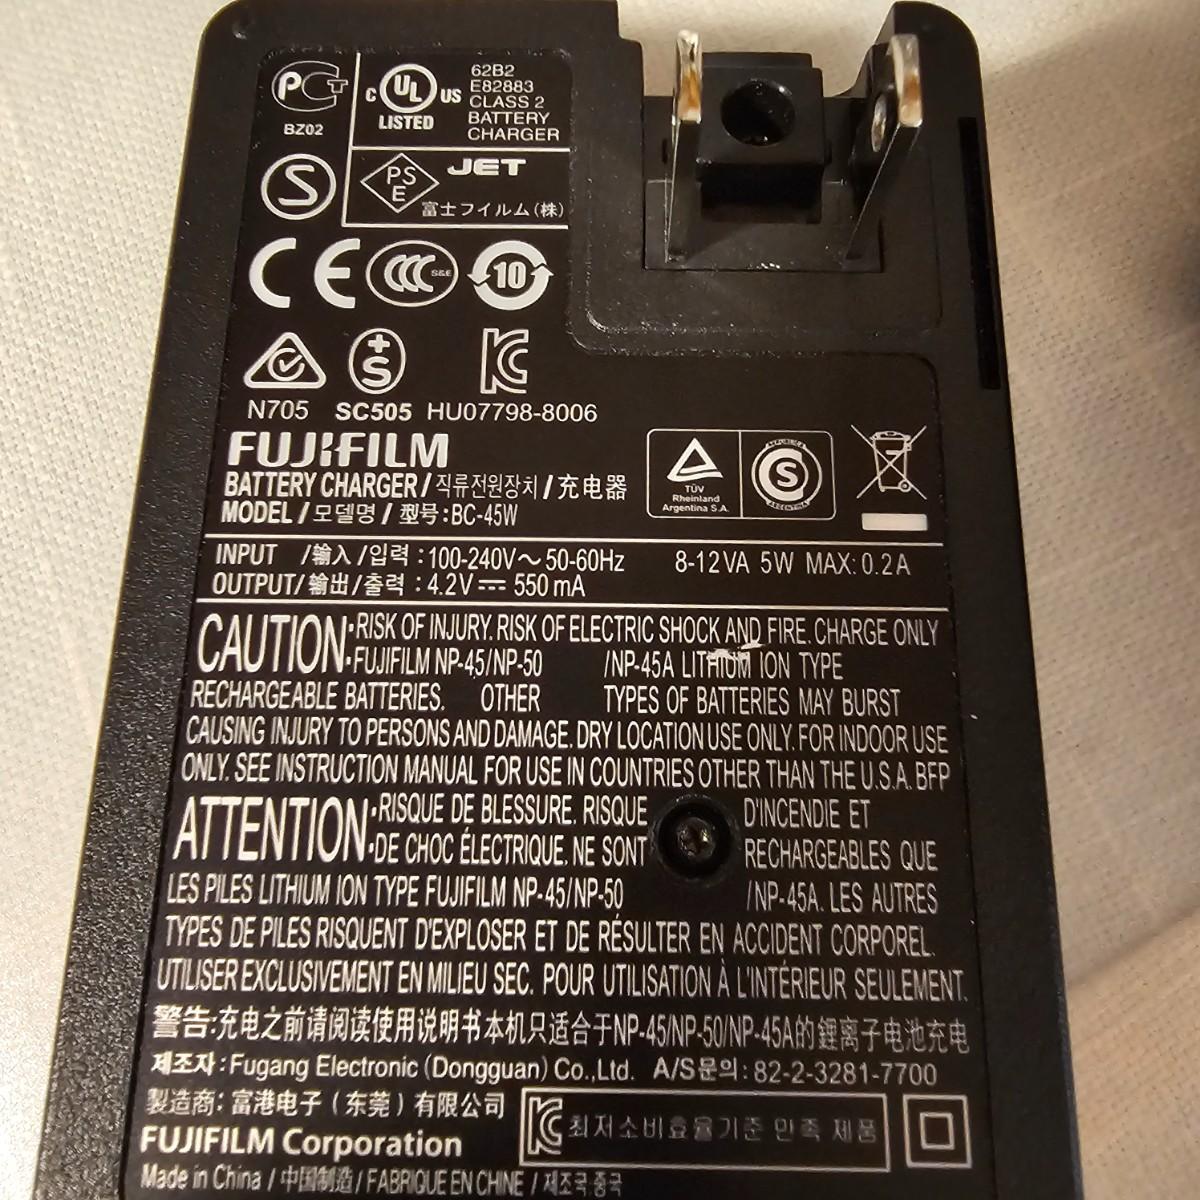 PCT
BZ02
C UL US
LISTED
62B2
E82883
CLASS 2
BATTERY
CHARGER
S
PS
E
JET
富士フイルム(株)
CE
CCC S&E
10
N705
+
S
SC505
KC
HU07798-8006
FUJIFILM
BATTERY CHARGER/직류전원장치/充电器
MODEL/모델명/型号:BC-45W
TÜV
Rheinland
Argentina S.A.
S
ARGENTINA
INPUT /輸入/입력:100-240V～50-60Hz 8-12VA 5W MAX: 0.2A
OUTPUT/輸出/출력:4.2V⎓550mA
CAUTION•RISK OF INJURY. RISK OF ELECTRIC SHOCK AND FIRE. CHARGE ONLY
•FUJIFILM NP-45/NP-50 /NP-45A LITHIUM ION TYPE
RECHARGEABLE BATTERIES. OTHER TYPES OF BATTERIES MAY BURST
CAUSING INJURY TO PERSONS AND DAMAGE. DRY LOCATION USE ONLY. FOR INDOOR USE
ONLY. SEE INSTRUCTION MANUAL FOR USE IN COUNTRIES OTHER THAN THE U.S.A. BFP
ATTENTION•RISQUE DE BLESSURE. RISQUE D'INCENDIE ET
•DE CHOC ÉLECTRIQUE. NE SONT RECHARGEABLES QUE
LES PILES LITHIUM ION TYPE FUJIFILM NP-45/NP-50 /NP-45A. LES AUTRES
TYPES DE PILES RISQUENT D'EXPLOSER ET DE RÉSULTER EN ACCIDENT CORPOREL.
UTILISER EXCLUSIVEMENT EN MILIEU SEC. POUR UTILISATION À L'INTÉRIEUR SEULEMENT.
警告:充电之前请阅读使用说明书本机只适合于NP-45/NP-50/NP-45A的鋰离子电池充电
제조자:Fugang Electronic (Dongguan) Co.,Ltd. A/S문의:82-2-3281-7700
製造商:富港电子(东莞)有限公司
KC 최저소비효율기준 만족 제품
FUJIFILM Corporation
Made in China / 中国制造 / FABRIQUE EN CHINE / 제조국:중국